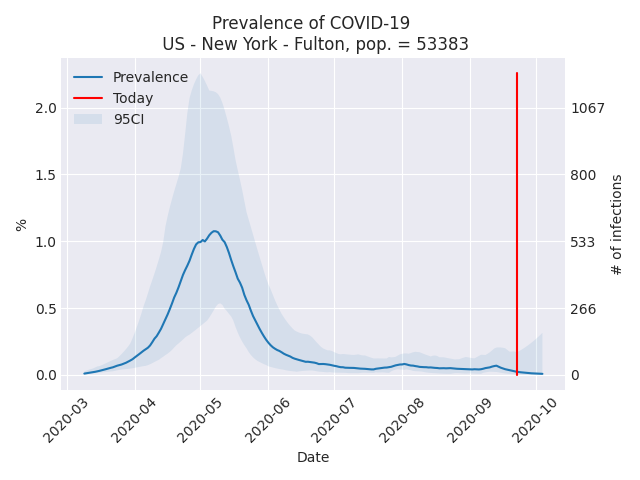 Prevalence of COVID-19
US - New York - Fulton, pop. = 53383
Prevalence
Today
95CI
2.0
1.5
1.0
0.5
0.0
%
1067
800
533
266
0
# of infections
2020-03
2020-04
2020-05
2020-06
2020-07
2020-08
2020-09
2020-10
Date